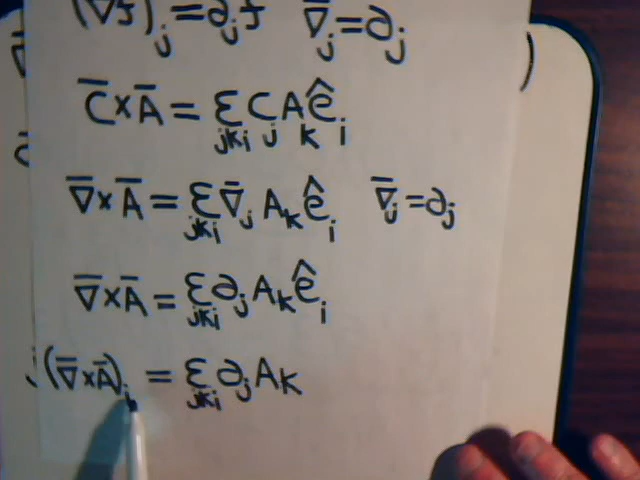 (∇f)ⱼ = ∂ⱼf   ∇̄ⱼ = ∂ⱼ
C̄ × Ā = εⱼₖᵢ Cⱼ Aₖ êᵢ
∇̄ × Ā = εⱼₖᵢ ∇̄ⱼ Aₖ êᵢ   ∇̄ⱼ = ∂ⱼ
∇̄ × Ā = εⱼₖᵢ ∂ⱼ Aₖ êᵢ
(∇̄ × Ā)ᵢ = εⱼₖᵢ ∂ⱼ Aₖ